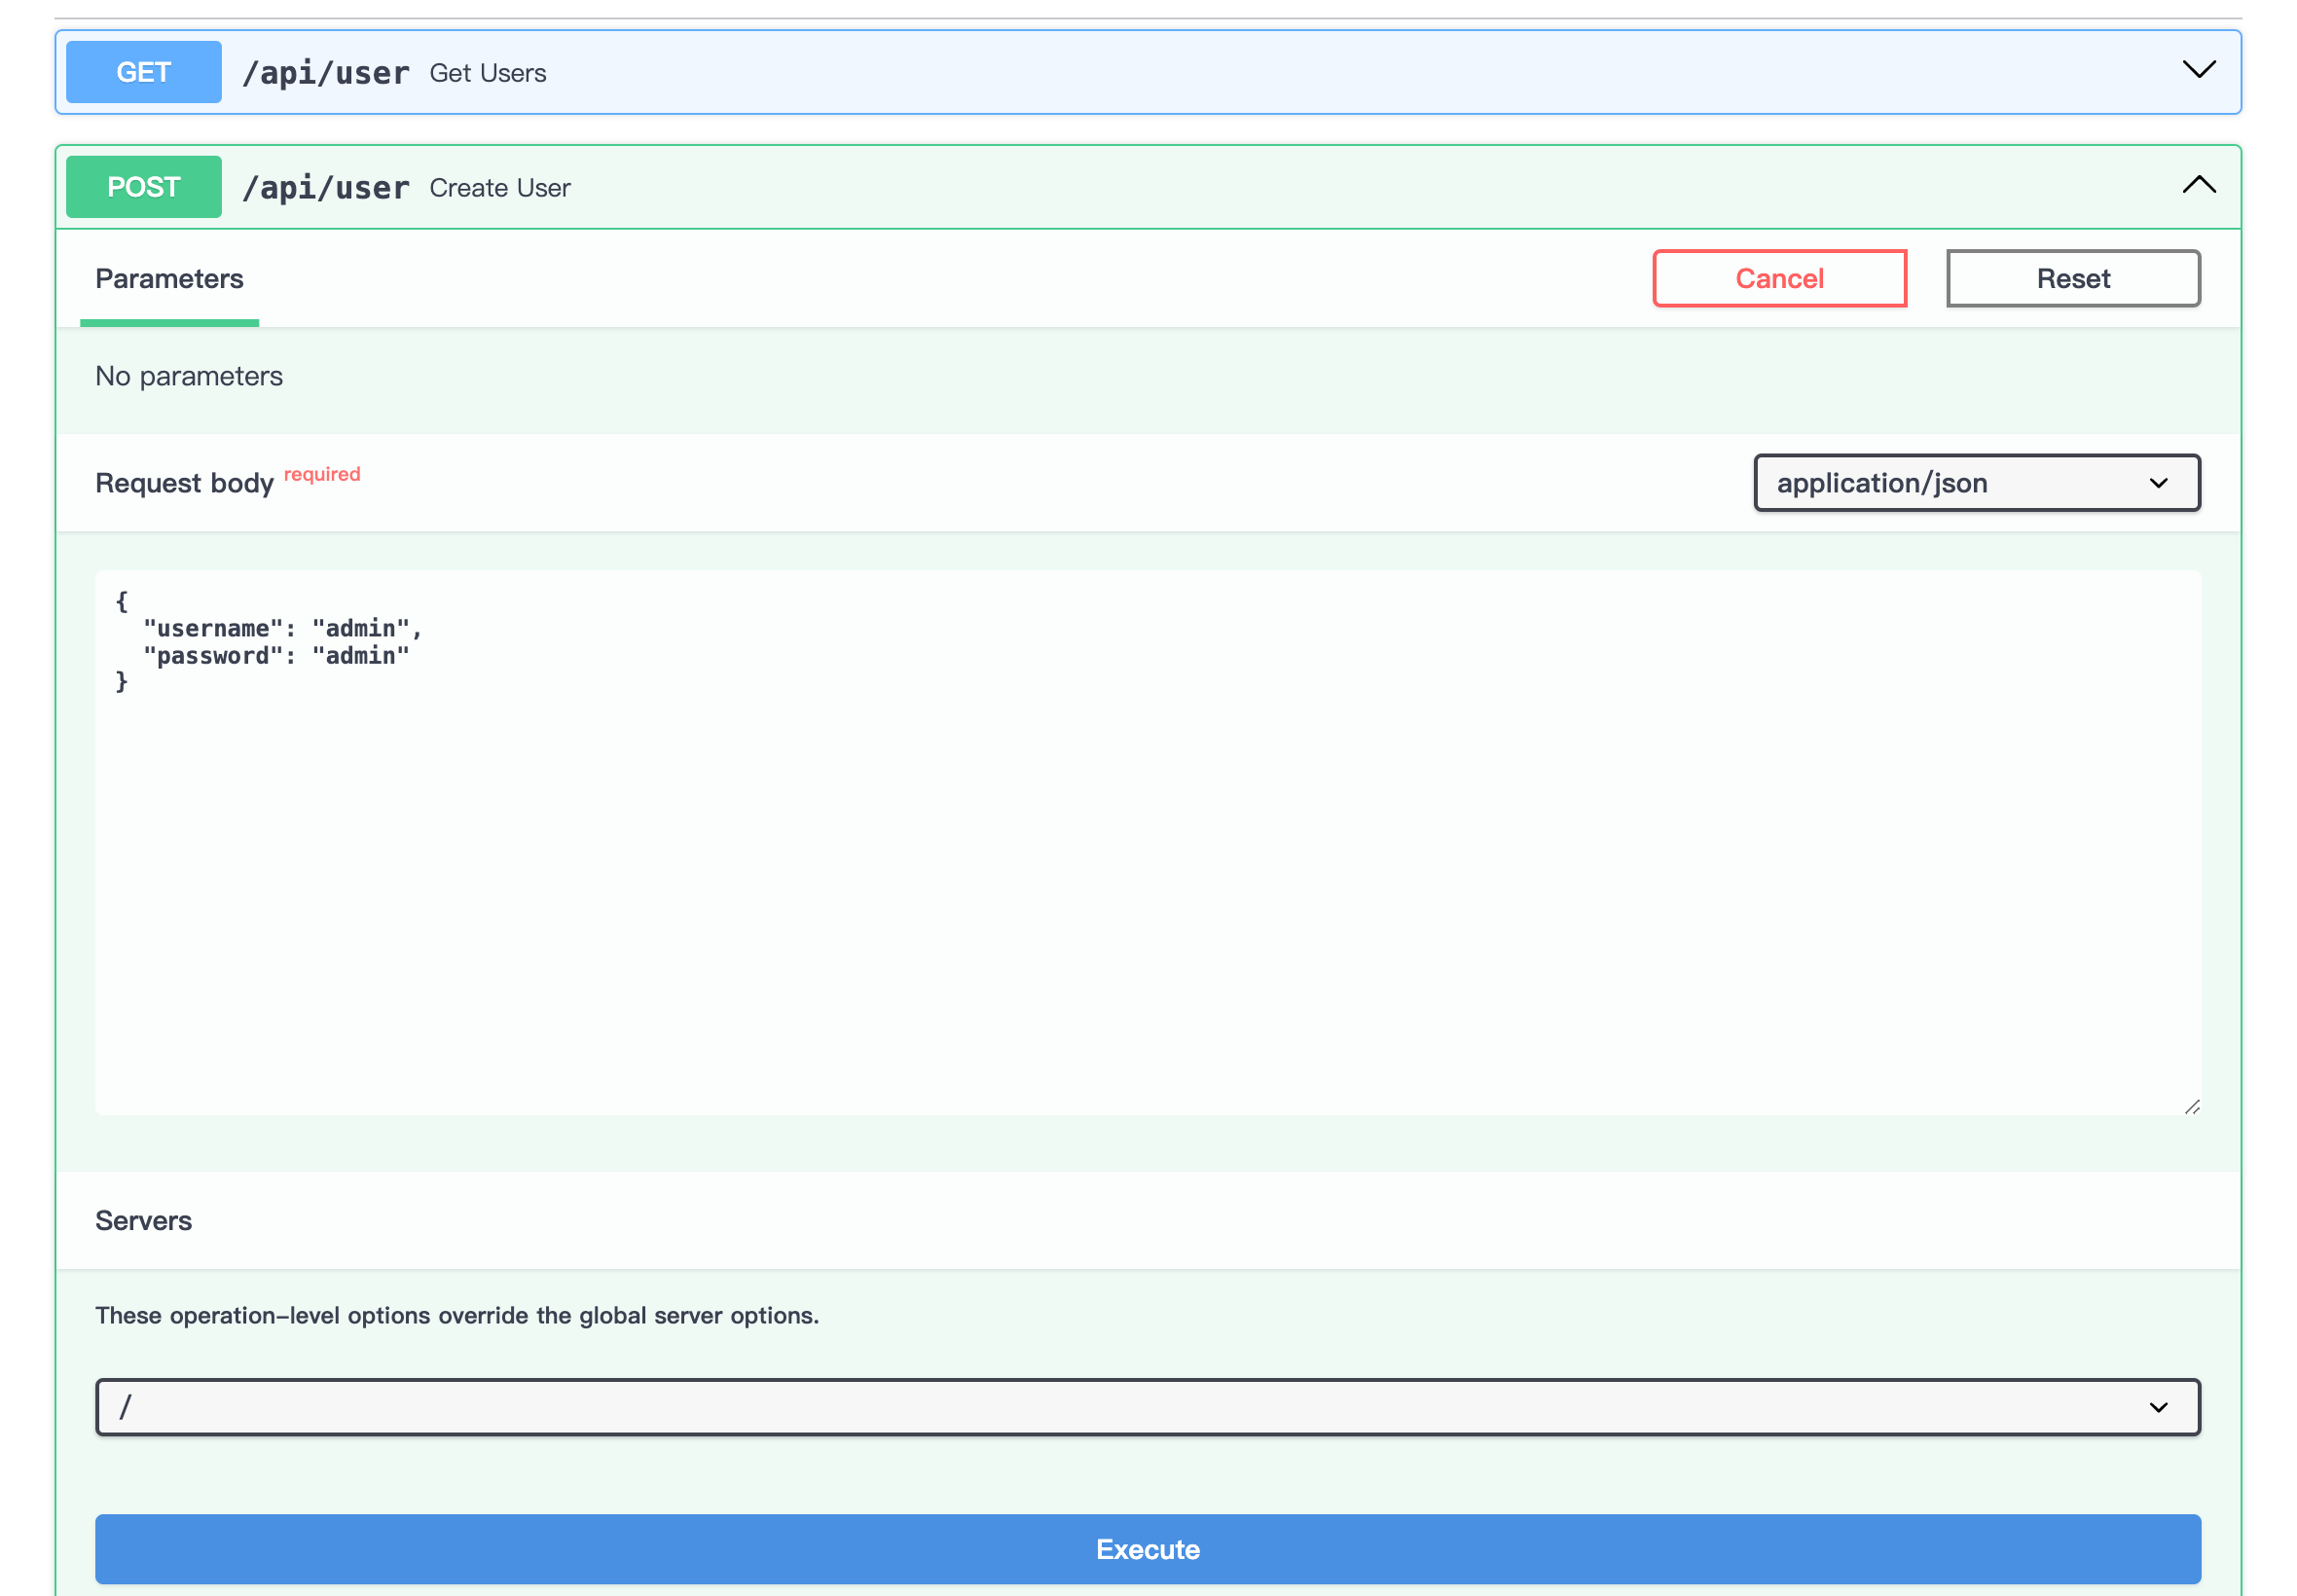 GET /api/user Get Users
POST /api/user Create User
Parameters Cancel Reset
No parameters
Request body required application/json
{
  "username": "admin",
  "password": "admin"
}
Servers
These operation-level options override the global server options.
/
Execute